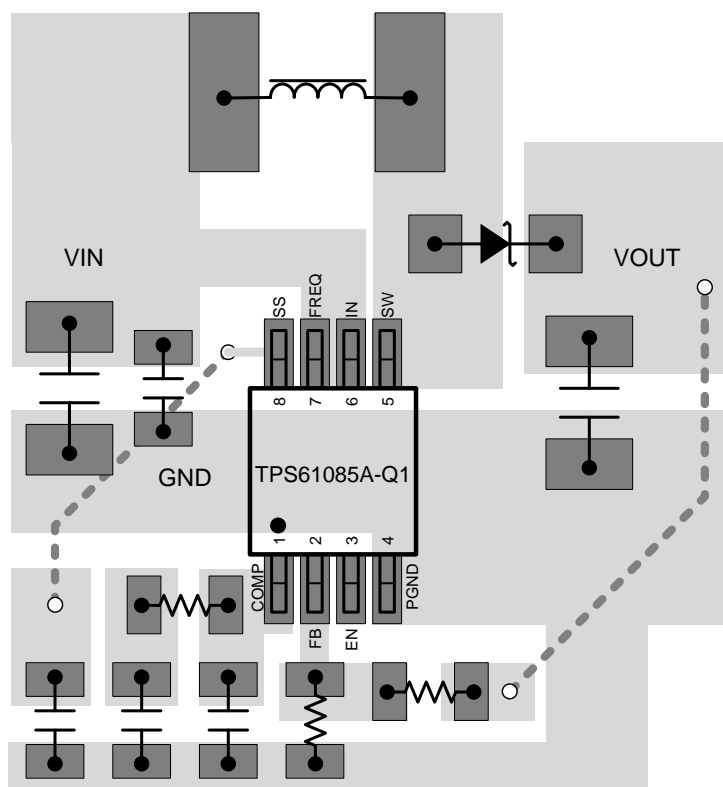 VIN
VOUT
SS
FREQ
IN
SW
8
7
6
5
GND
TPS61085A-Q1
1
2
3
4
COMP
FB
EN
PGND